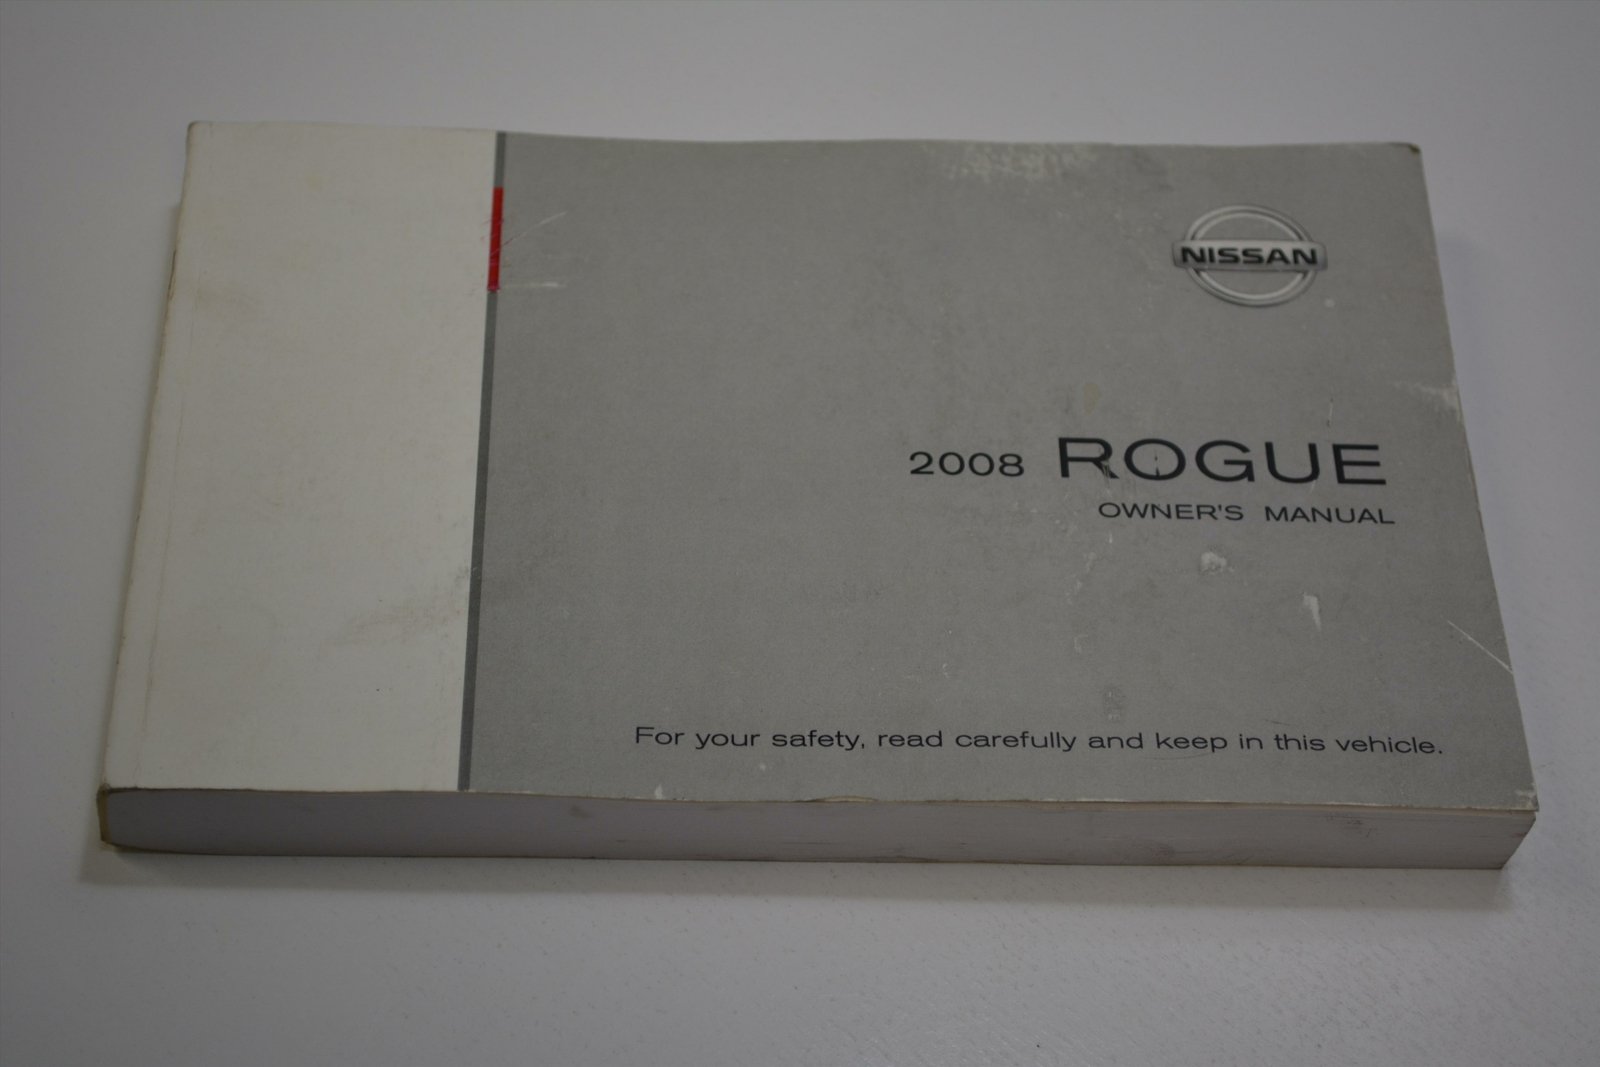 NISSAN
2008 ROGUE
OWNER'S MANUAL
For your safety, read carefully and keep in this vehicle.